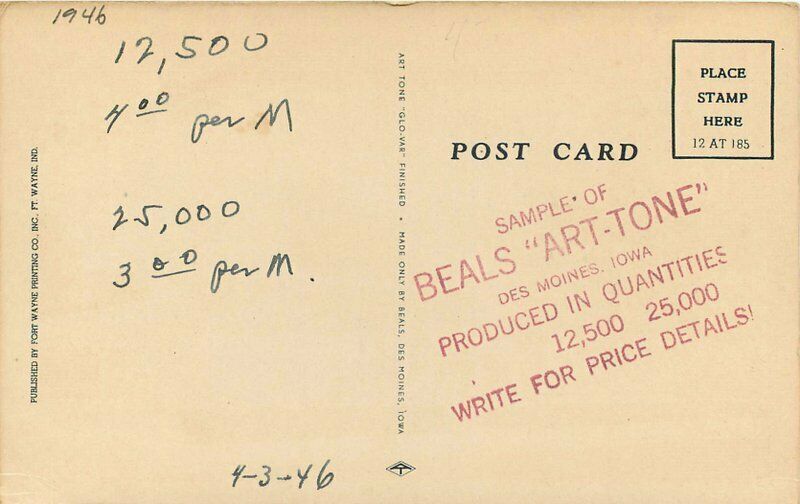 1946
12,500
4 00 per M
25,000
3 00 per M.
4-3-46
PUBLISHED BY FORT WAYNE PRINTING CO., INC. FT. WAYNE, IND.
ART TONE "GLO-VAR" FINISHED • MADE ONLY BY BEALS, DES MOINES, IOWA
POST CARD
PLACE
STAMP
HERE
12 AT 185
SAMPLE OF
BEALS "ART-TONE"
DES MOINES, IOWA
PRODUCED IN QUANTITIES
12,500 25,000
WRITE FOR PRICE DETAILS!